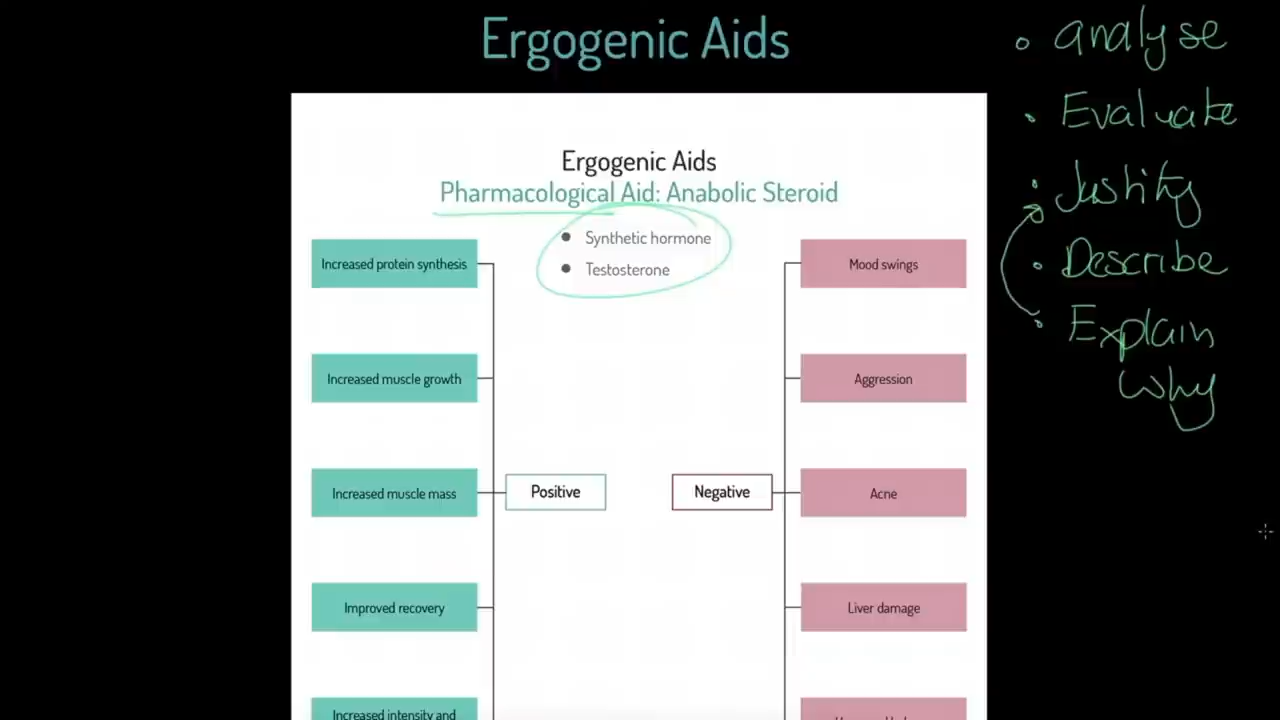 Ergogenic Aids
Ergogenic Aids
Pharmacological Aid: Anabolic Steroid
• Synthetic hormone
• Testosterone
Increased protein synthesis
Increased muscle growth
Increased muscle mass
Improved recovery
Increased intensity and
Positive
Negative
Mood swings
Aggression
Acne
Liver damage
• analyse
• Evaluate
• Justify
• Describe
• Explain
Why